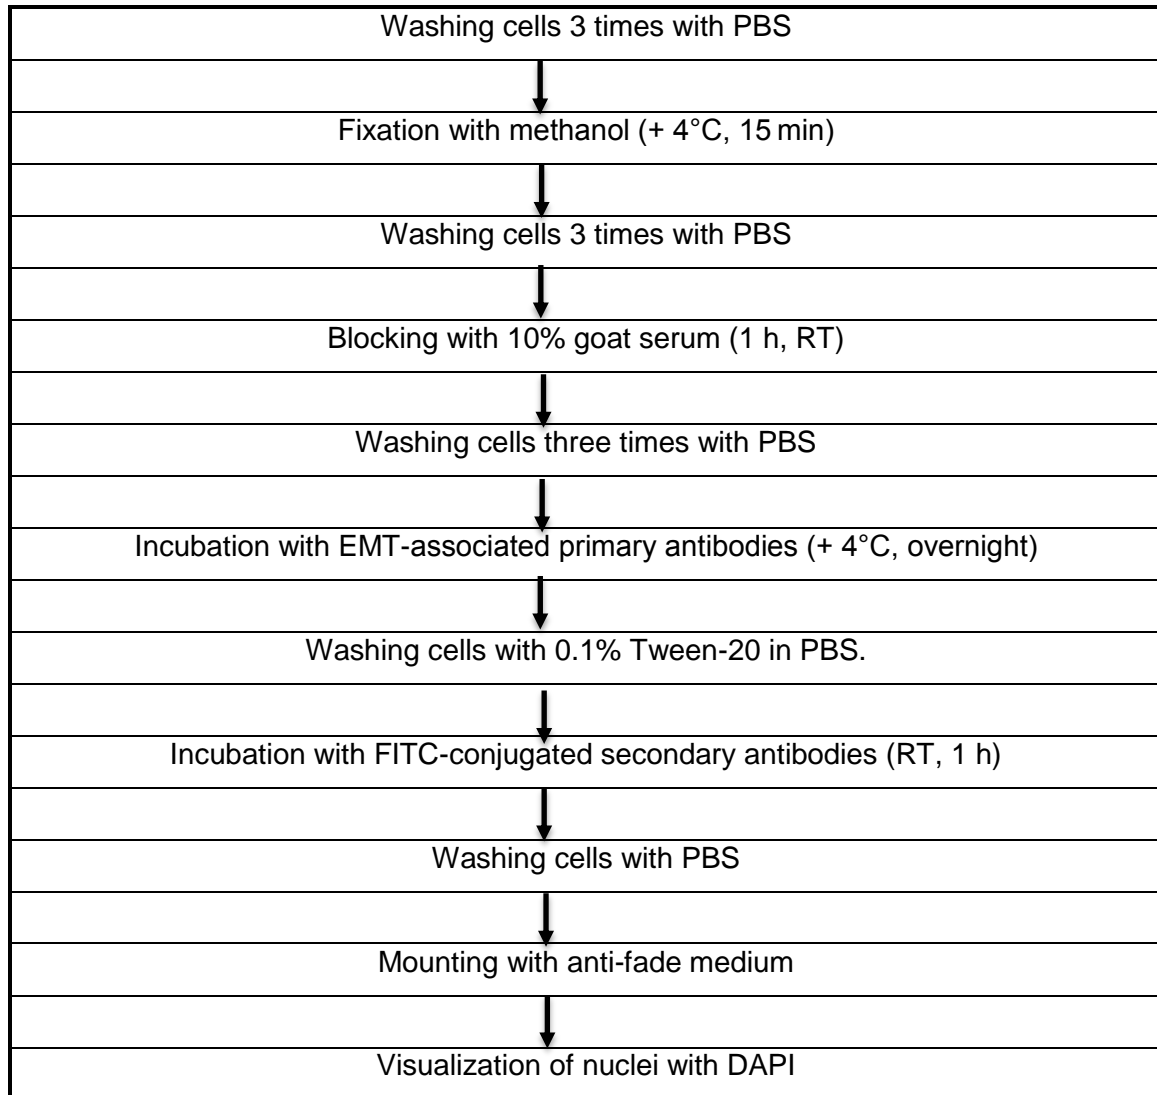 Washing cells 3 times with PBS
Fixation with methanol (+ 4°C, 15 min)
Washing cells 3 times with PBS
Blocking with 10% goat serum (1 h, RT)
Washing cells three times with PBS
Incubation with EMT-associated primary antibodies (+ 4°C, overnight)
Washing cells with 0.1% Tween-20 in PBS.
Incubation with FITC-conjugated secondary antibodies (RT, 1 h)
Washing cells with PBS
Mounting with anti-fade medium
Visualization of nuclei with DAPI